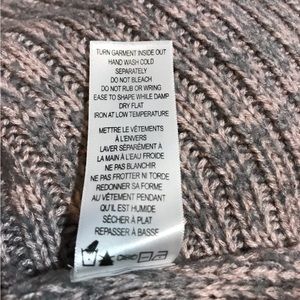 TURN GARMENT INSIDE OUT
HAND WASH COLD
SEPARATELY
DO NOT BLEACH
DO NOT RUB OR WRING
EASE TO SHAPE WHILE DAMP
DRY FLAT
IRON AT LOW TEMPERATURE
METTRE LE VÊTEMENTS
À L'ENVERS
LAVER SÉPARÉMENT À
LA MAIN À L'EAU FROIDE
NE PAS BLANCHIR
NE PAS FROTTER NI TORDE
REDONNER SA FORME
AU VÊTEMENT PENDANT
QU'IL EST HUMIDE
SÉCHER À PLAT
REPASSER À BASSE